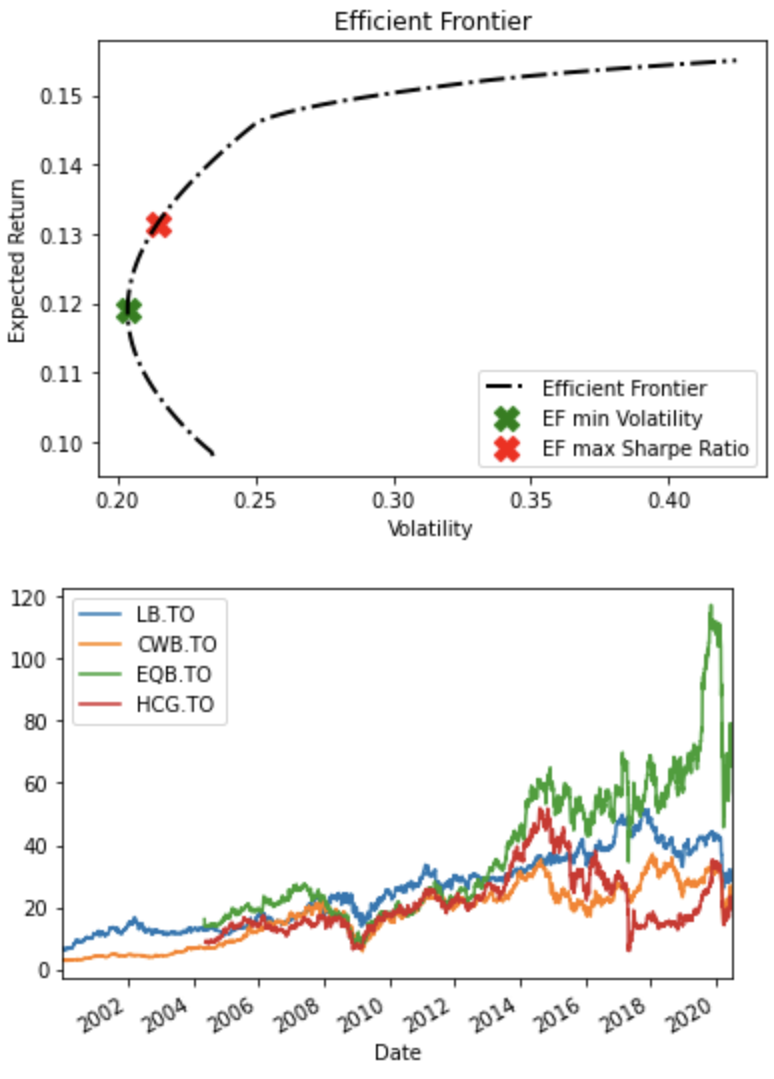 Efficient Frontier
0.15
0.14
0.13
0.12
0.11
0.10
Expected Return
Efficient Frontier
EF min Volatility
EF max Sharpe Ratio
0.20 0.25 0.30 0.35 0.40
Volatility
120
100
80
60
40
20
0
LB.TO
CWB.TO
EQB.TO
HCG.TO
2002 2004 2006 2008 2010 2012 2014 2016 2018 2020
Date